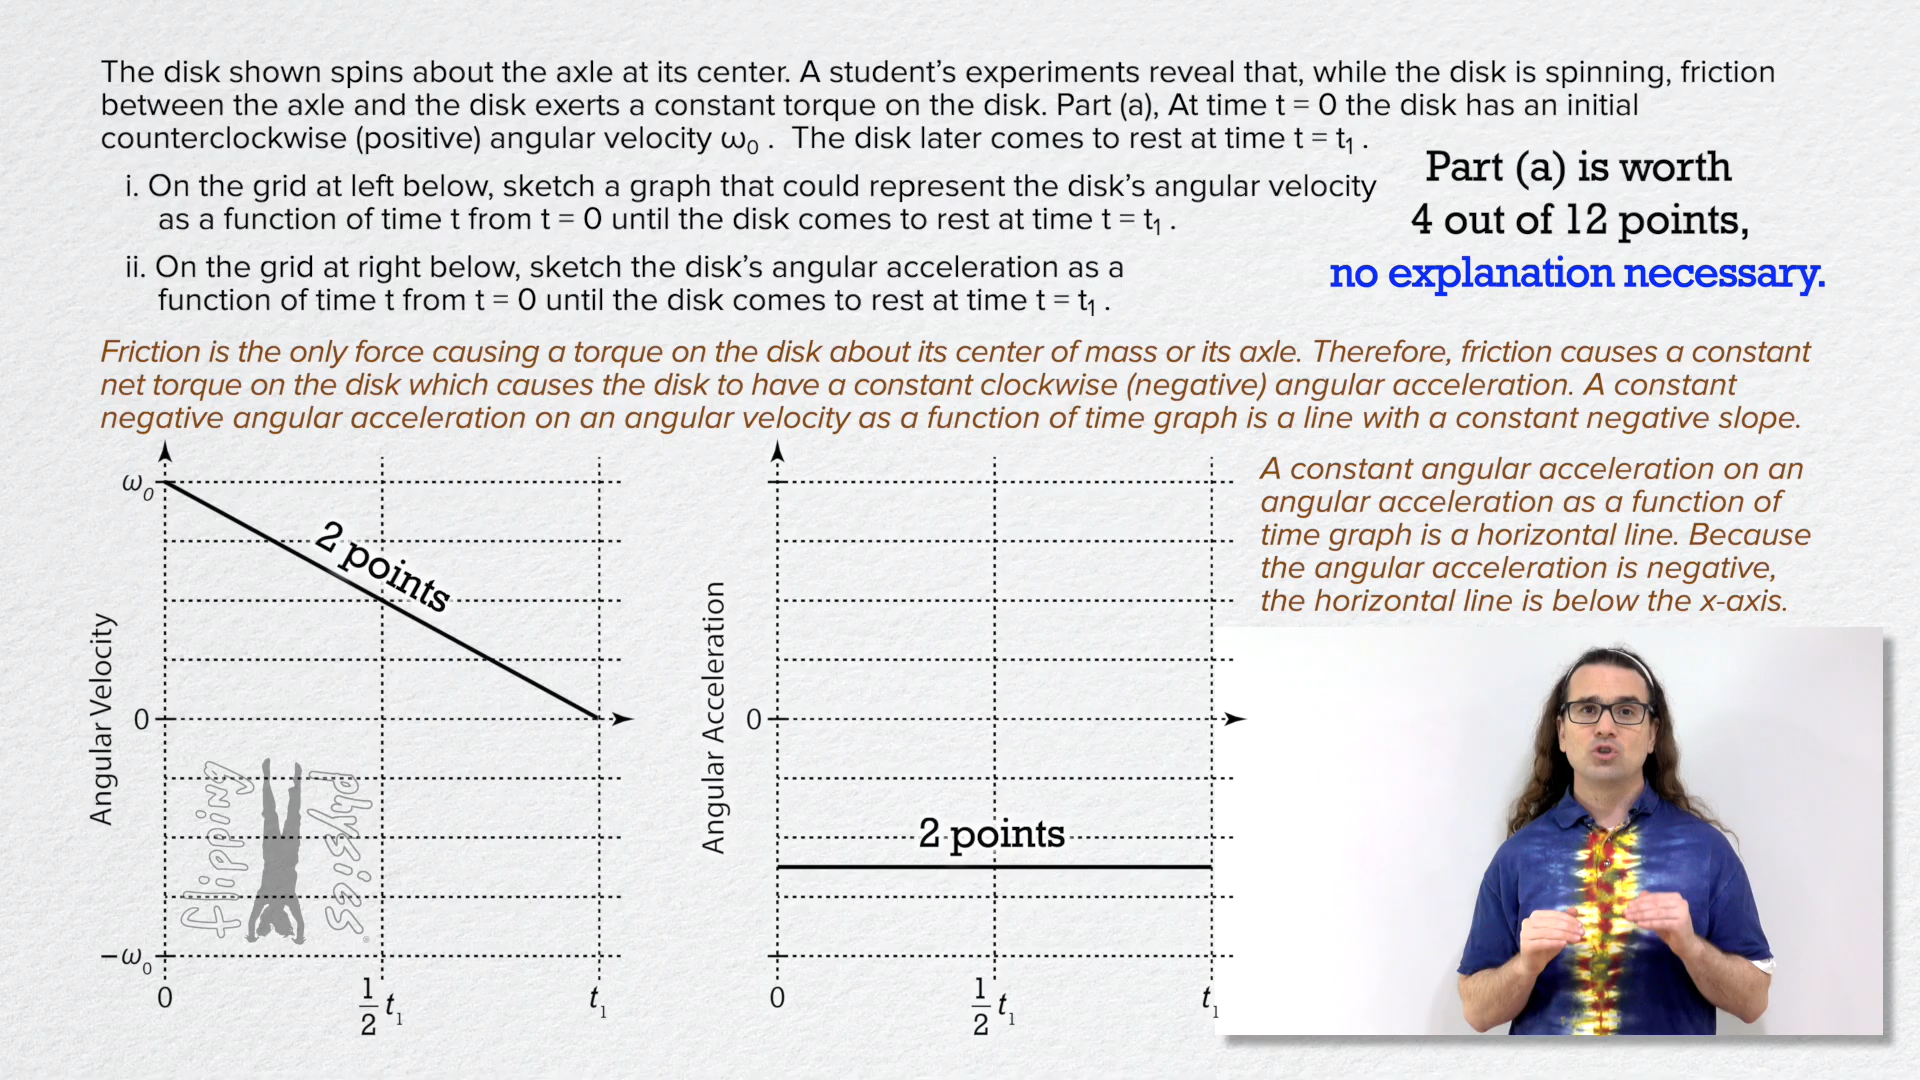 The disk shown spins about the axle at its center. A student's experiments reveal that, while the disk is spinning, friction
between the axle and the disk exerts a constant torque on the disk. Part (a), At time t = 0 the disk has an initial
counterclockwise (positive) angular velocity ω₀ . The disk later comes to rest at time t = t₁ .
Part (a) is worth
4 out of 12 points,
no explanation necessary.
i. On the grid at left below, sketch a graph that could represent the disk's angular velocity
as a function of time t from t = 0 until the disk comes to rest at time t = t₁ .
ii. On the grid at right below, sketch the disk's angular acceleration as a
function of time t from t = 0 until the disk comes to rest at time t = t₁ .
Friction is the only force causing a torque on the disk about its center of mass or its axle. Therefore, friction causes a constant
net torque on the disk which causes the disk to have a constant clockwise (negative) angular acceleration. A constant
negative angular acceleration on an angular velocity as a function of time graph is a line with a constant negative slope.
ω₀
2 points
Angular Velocity
0
−ω₀
0
1/2 t₁
t₁
flipping
physics
Angular Acceleration
0
2 points
0
1/2 t₁
t₁
A constant angular acceleration on an
angular acceleration as a function of
time graph is a horizontal line. Because
the angular acceleration is negative,
the horizontal line is below the x-axis.